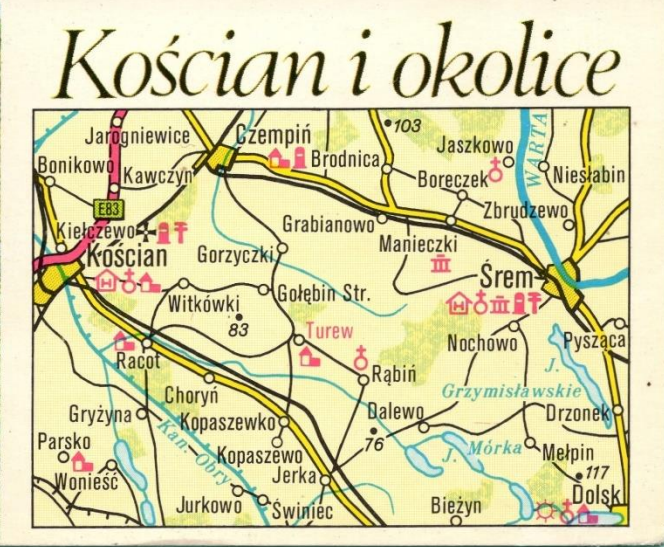 Kościan i okolice
Jarogniewice
Czempiń
103
Jaszkowo
WARTA
Bonikowo
Kawczyn
Brodnica
Boreczek
Niesłabin
E83
Zbrudzewo
Kiełczewo
Grabianowo
Manieczki
Kościan
Gorzyczki
Śrem
Witkówki
Gołębin Str.
83
Turew
Nochowo
Pysząca
Racot
Rąbiń
J.
Grzymisławskie
Choryń
Gryżyna
Kopaszewko
Dalewo
Drzonek
Kan. Obry
76
Parsko
Kopaszewo
J. Mórka
Mełpin
Wonieść
Jerka
117
Dolsk
Jurkowo
Świniec
Bieżyn